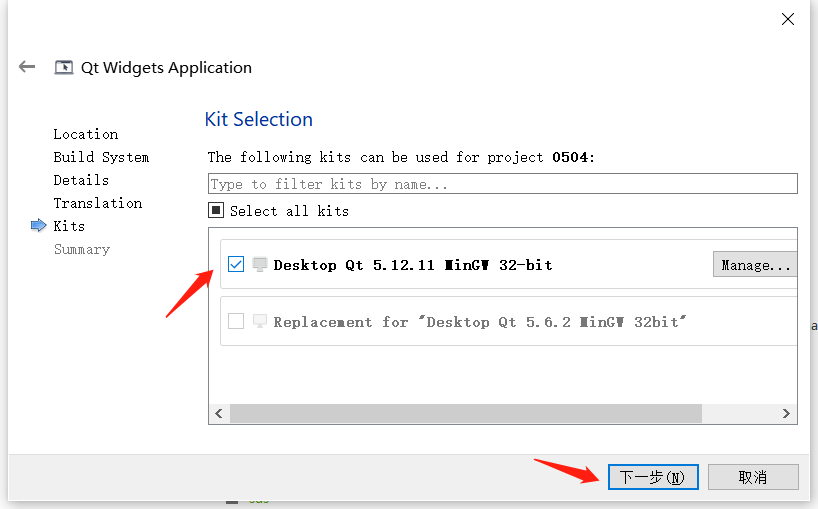 Qt Widgets Application
Location
Build System
Details
Translation
Kits
Summary
Kit Selection
The following kits can be used for project 0504:
Type to filter kits by name...
Select all kits
Desktop Qt 5.12.11 MinGW 32-bit
Manage...
Replacement for "Desktop Qt 5.6.2 MinGW 32bit"
下一步(N)
取消